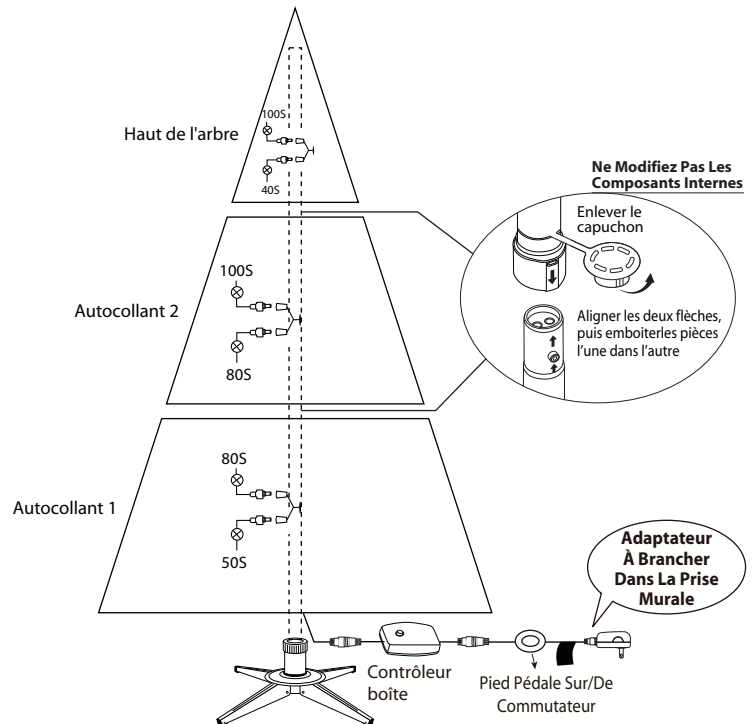 100S
Haut de l'arbre
40S
Ne Modifiez Pas Les
Composants Internes
Enlever le
capuchon
100S
Autocollant 2
80S
Aligner les deux flèches,
puis emboiterles pièces
l'une dans l'autre
80S
Autocollant 1
50S
Adaptateur
À Brancher
Dans La Prise
Murale
Contrôleur
boîte
Pied Pédale Sur/De
Commutateur